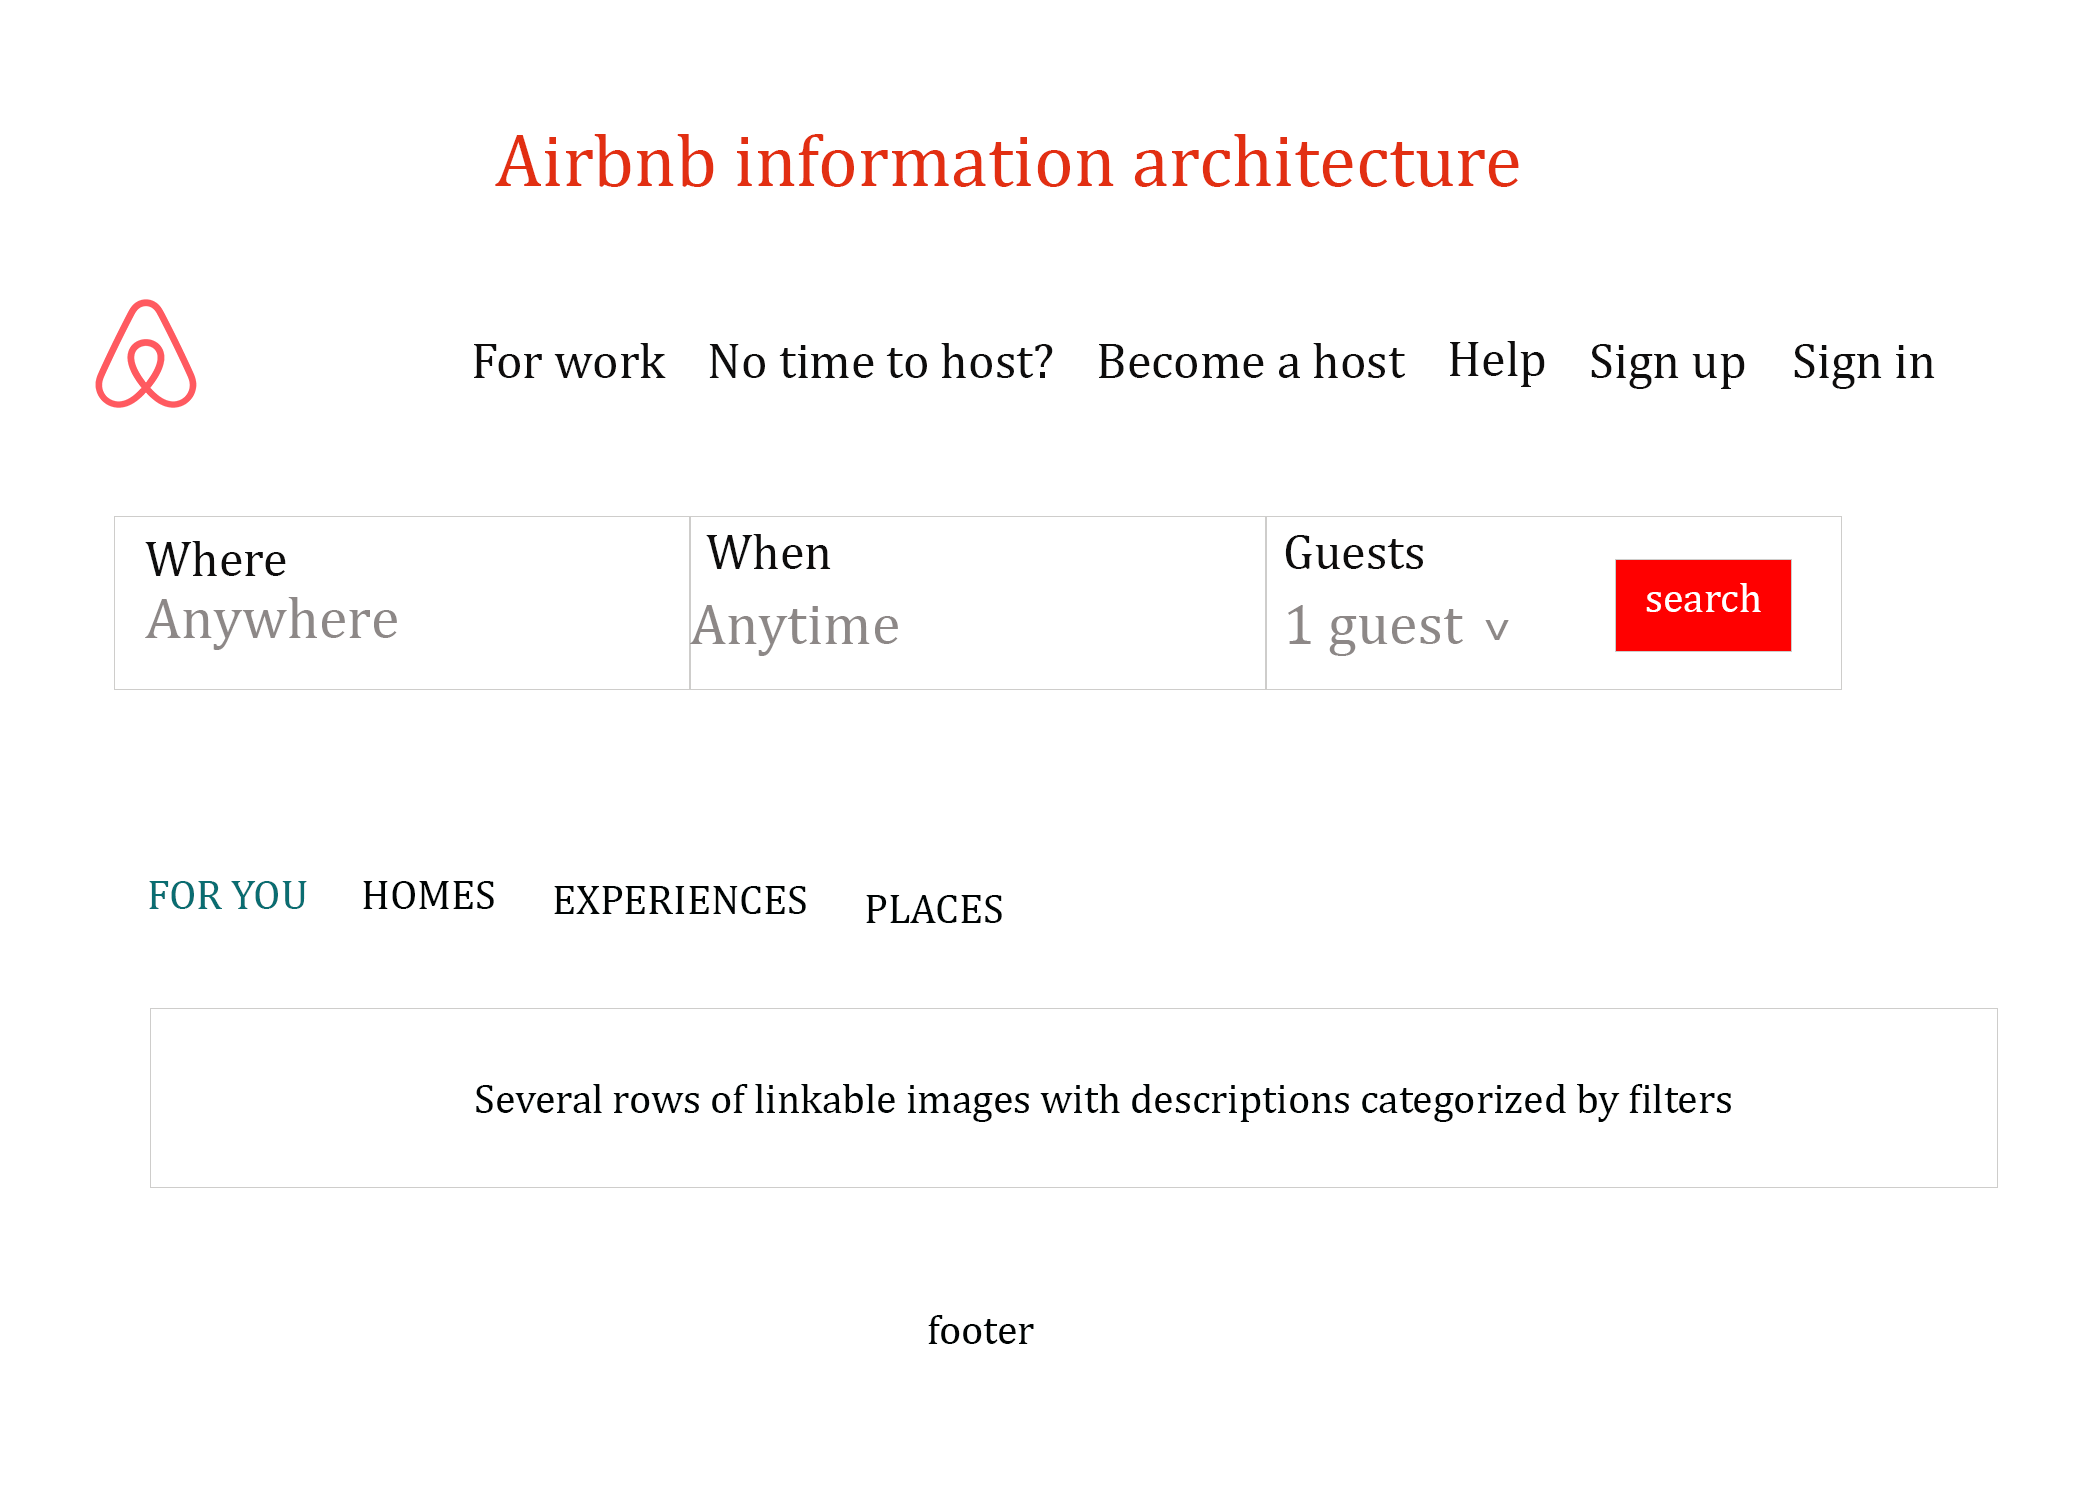 Airbnb information architecture
For work No time to host? Become a host Help Sign up Sign in
Where When Guests
Anywhere Anytime 1 guest v search
FOR YOU HOMES EXPERIENCES PLACES
Several rows of linkable images with descriptions categorized by filters
footer